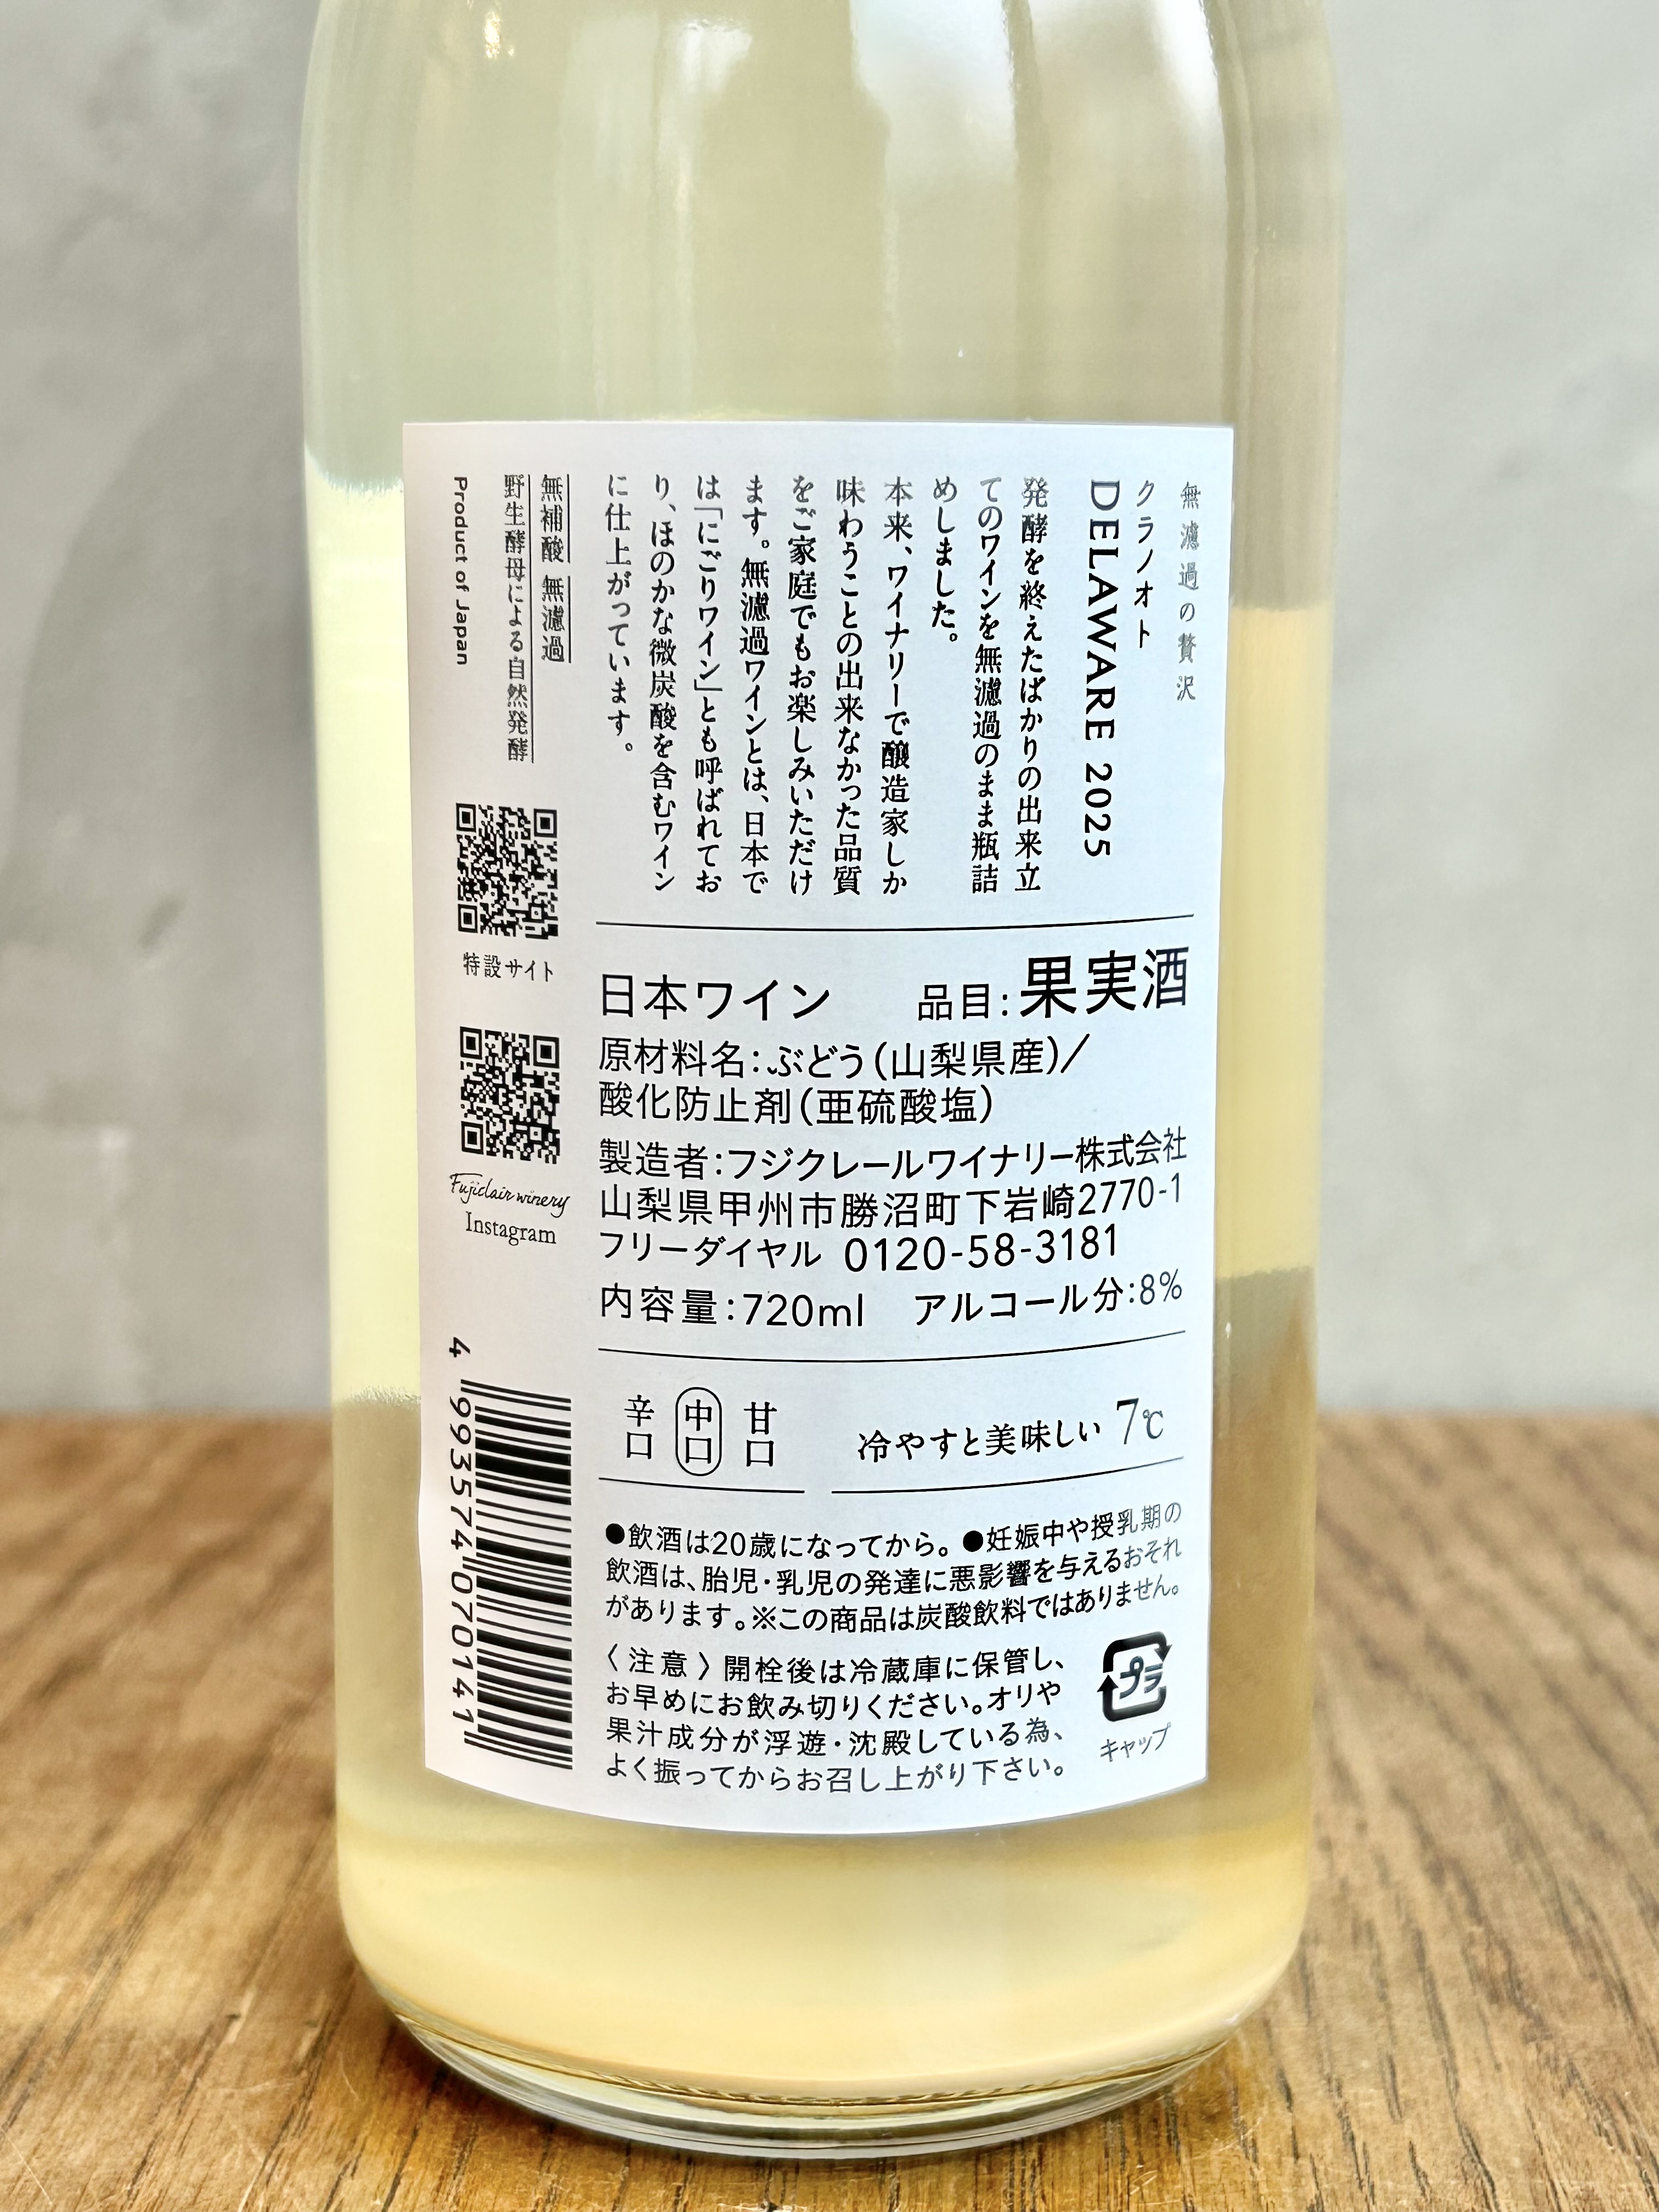 無濾過の贅沢
クラノオト
DELAWARE 2025
発酵を終えたばかりの出来立
てのワインを無濾過のまま瓶詰
めしました。
本来、ワイナリーで醸造家しか
味わうことの出来なかった品質
をご家庭でもお楽しみいただけ
ます。無濾過ワインとは、日本で
は「にごりワイン」とも呼ばれてお
り、ほのかな微炭酸を含むワイン
に仕上がっています。
無補酸 無濾過
野生酵母による自然発酵
Product of Japan
特設サイト
Fujiclair winery
Instagram
日本ワイン 品目:果実酒
原材料名:ぶどう(山梨県産)/
酸化防止剤(亜硫酸塩)
製造者:フジクレールワイナリー株式会社
山梨県甲州市勝沼町下岩崎2770-1
フリーダイヤル 0120-58-3181
内容量:720ml アルコール分:8%
辛口 中口 甘口
冷やすと美味しい 7℃
●飲酒は20歳になってから。●妊娠中や授乳期の
飲酒は、胎児・乳児の発達に悪影響を与えるおそれ
があります。※この商品は炭酸飲料ではありません。
〈注意〉開栓後は冷蔵庫に保管し、
お早めにお飲み切りください。オリや
果汁成分が浮遊・沈殿している為、
よく振ってからお召し上がり下さい。
プラ
キャップ
4 993574 070141